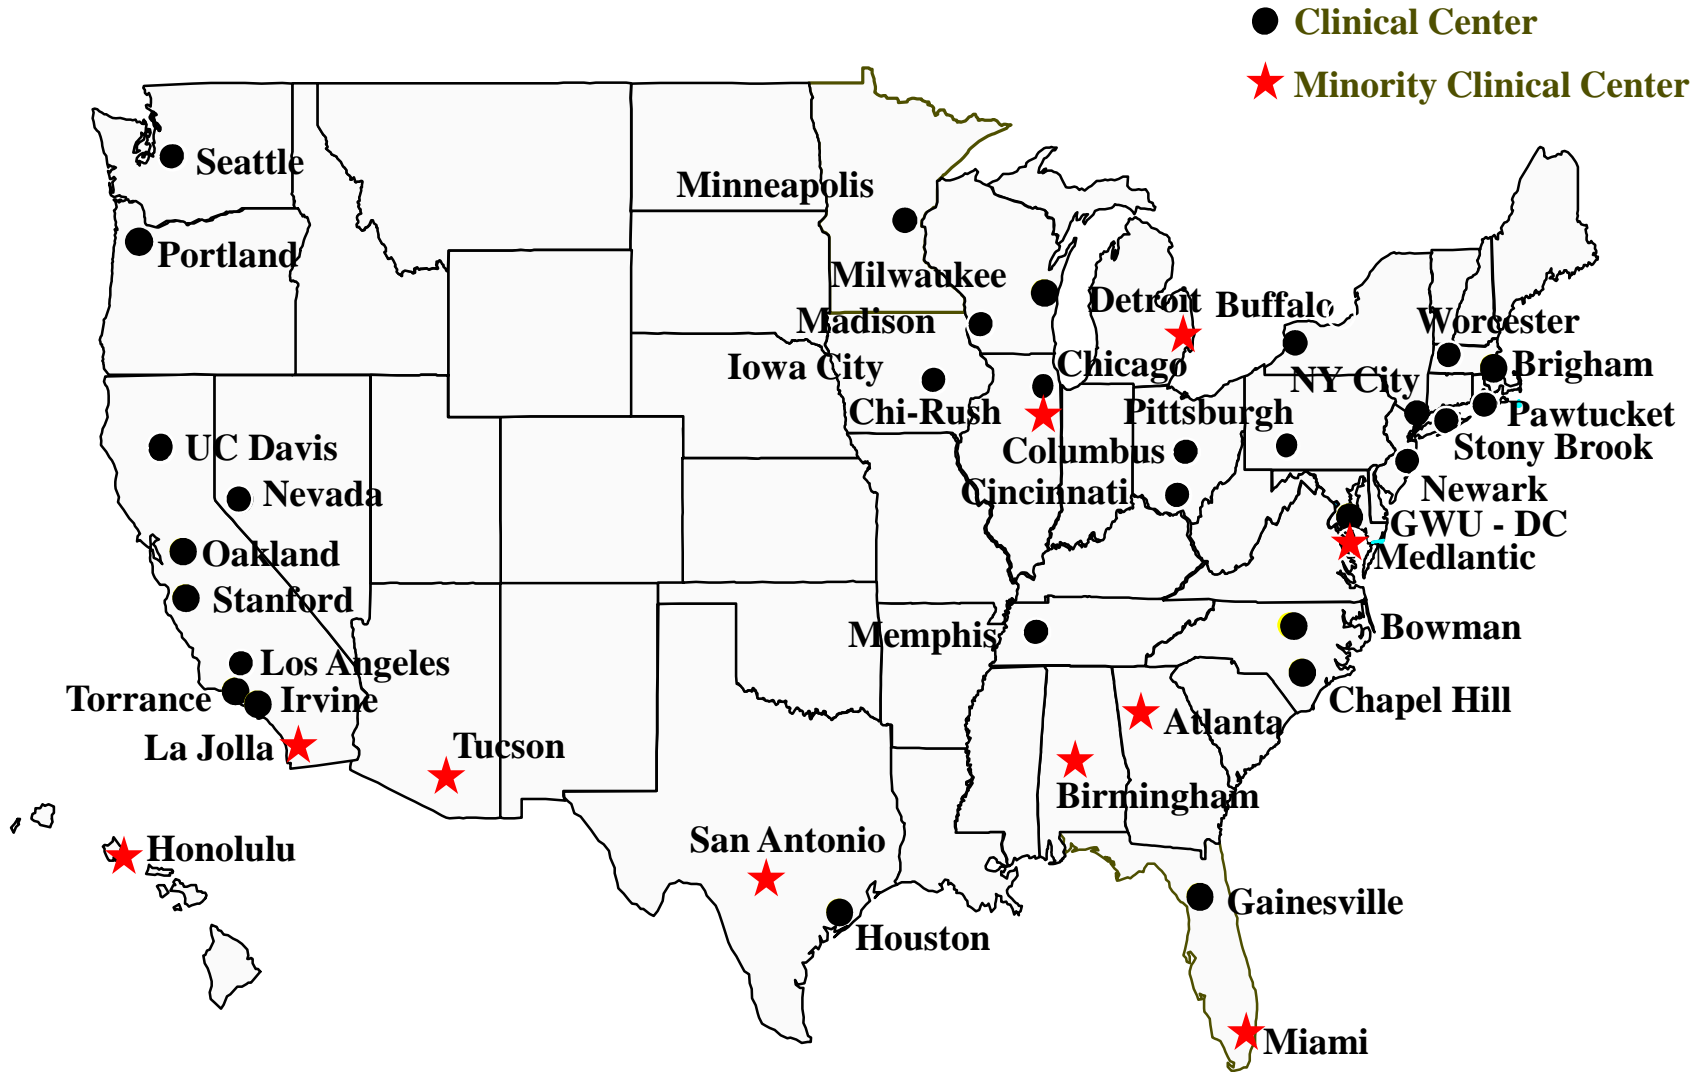 Clinical Center
Minority Clinical Center
Seattle
Minneapolis
Portland
Milwaukee
Detroit
Buffalo
Madison
Worcester
Iowa City
Chicago
Brigham
NY City
Chi-Rush
Pittsburgh
Pawtucket
UC Davis
Columbus
Stony Brook
Nevada
Cincinnati
Newark
GWU - DC
Oakland
Medlantic
Stanford
Memphis
Bowman
Los Angeles
Torrance
Irvine
Chapel Hill
La Jolla
Tucson
Atlanta
Birmingham
Honolulu
San Antonio
Gainesville
Houston
Miami